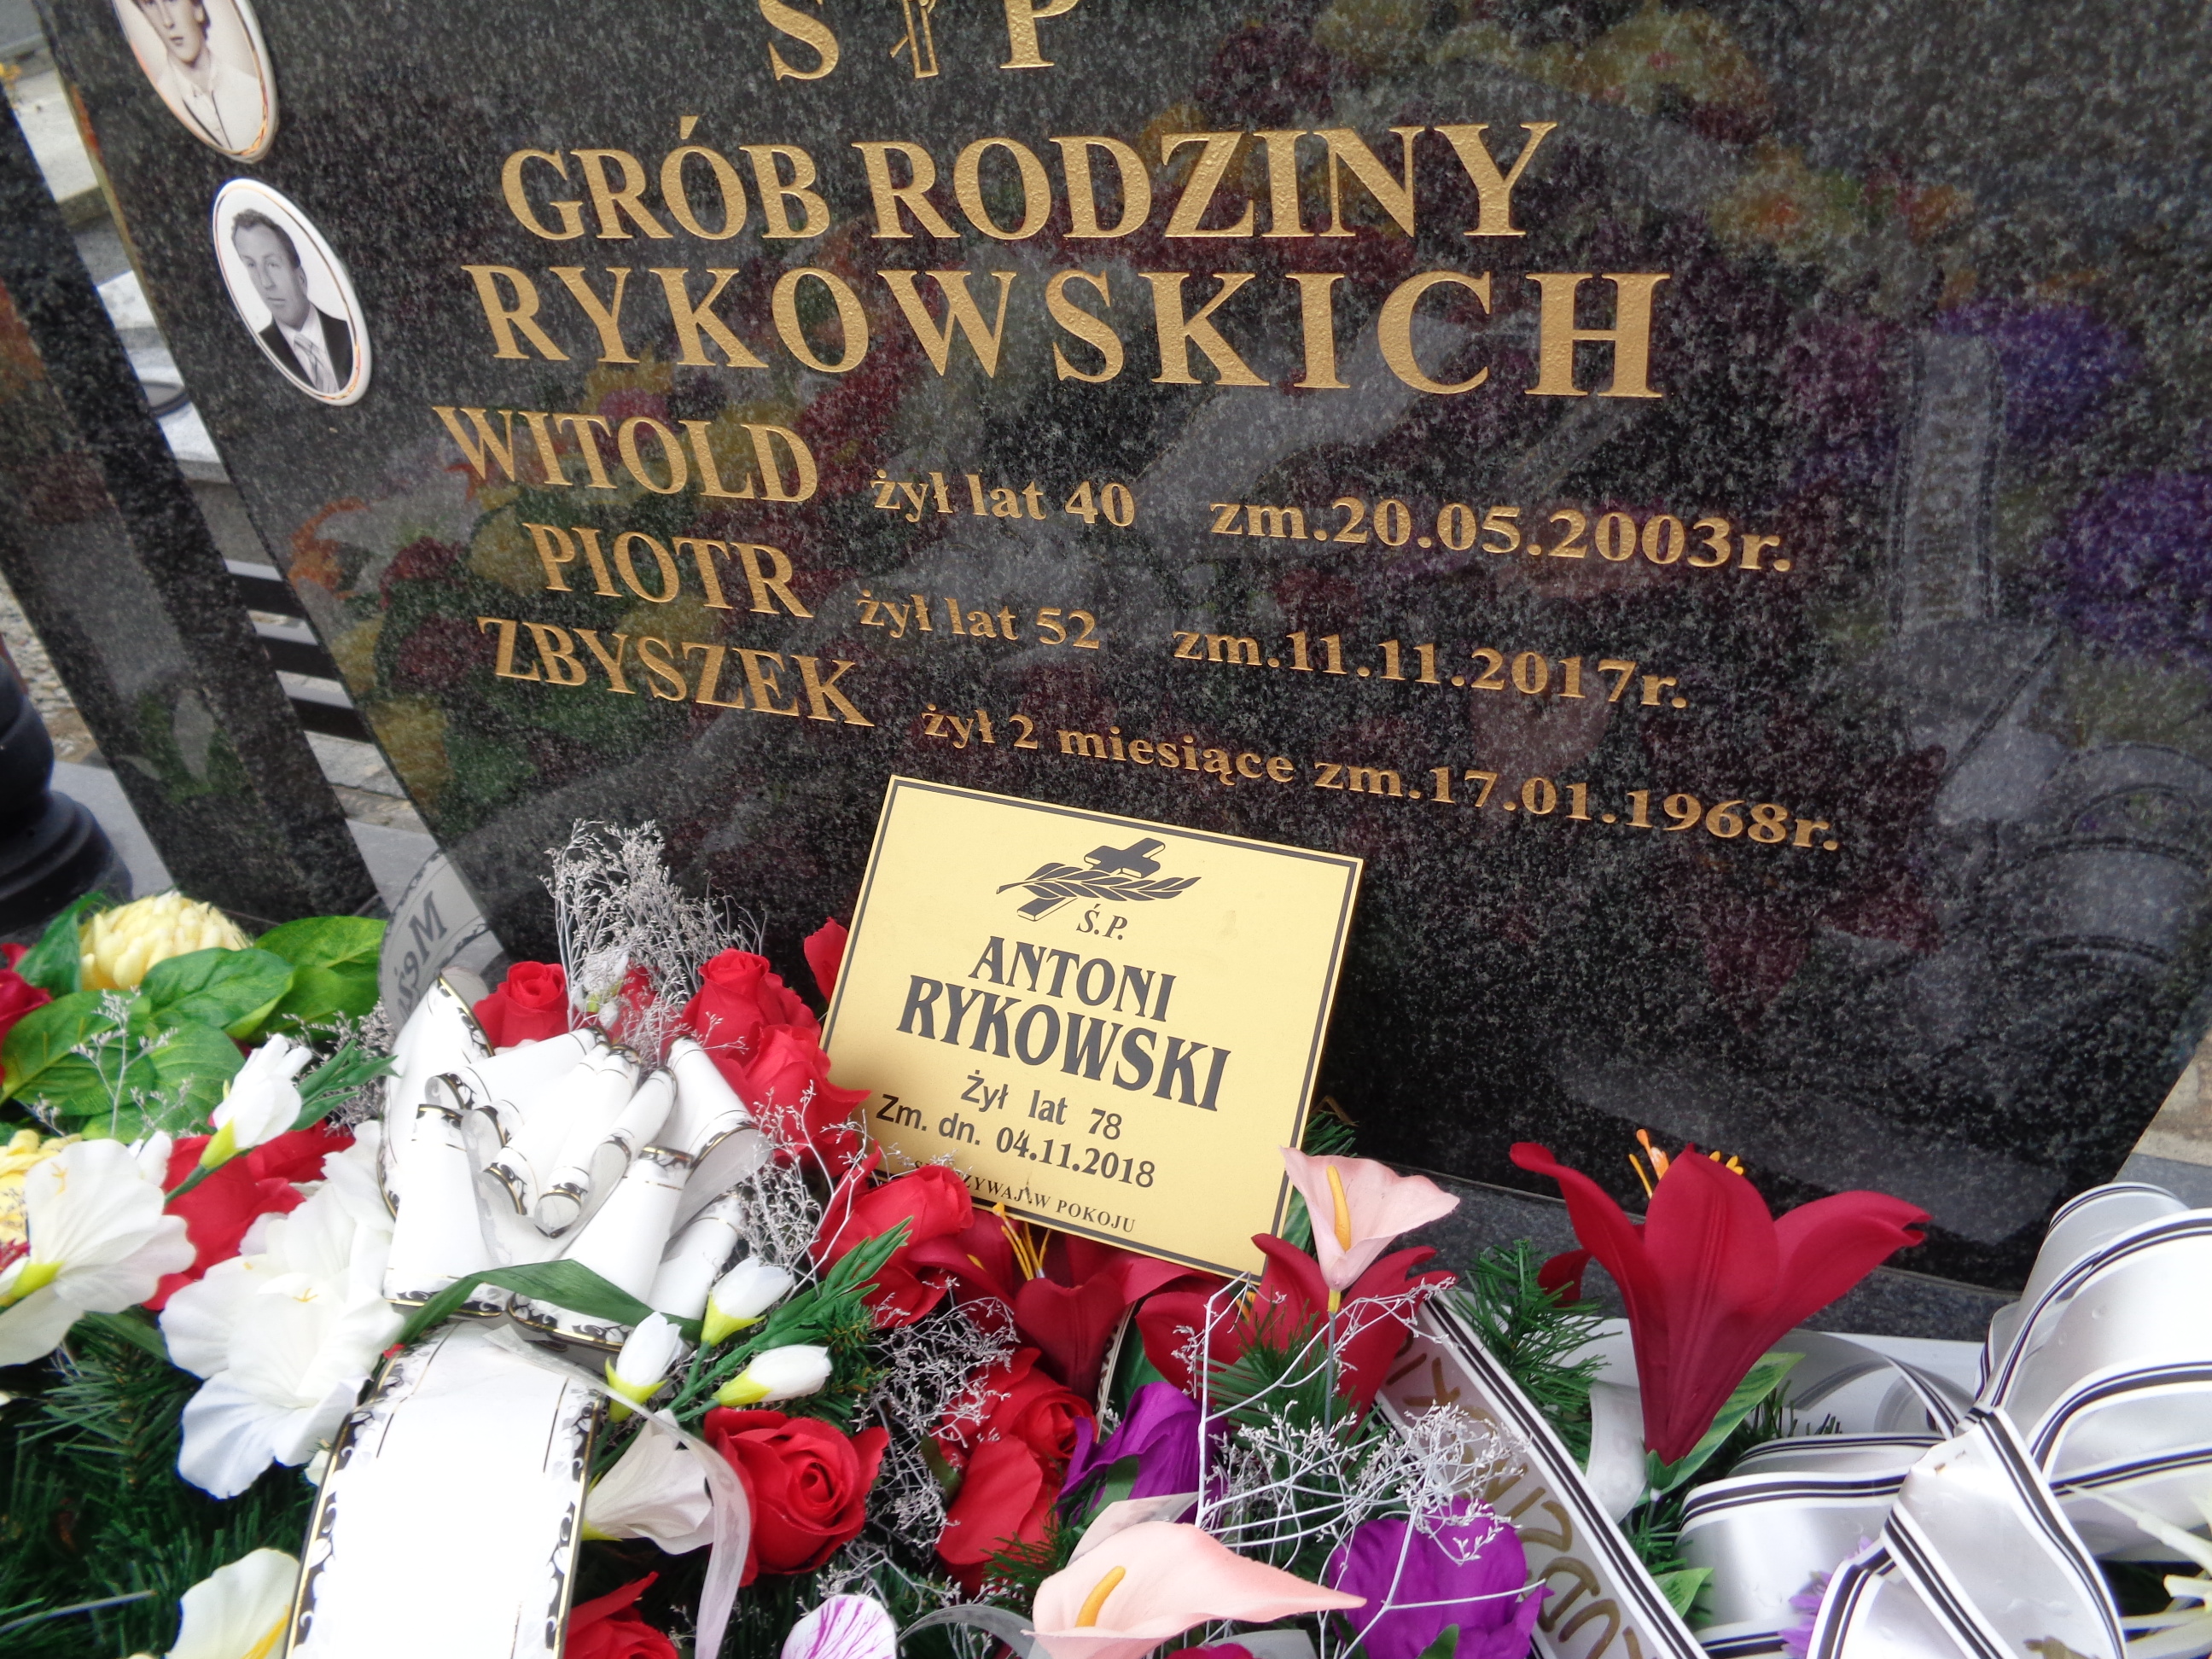 Ś P
GRÓB RODZINY
RYKOWSKICH
WITOLD żył lat 40 zm.20.05.2003r.
PIOTR żył lat 52 zm.11.11.2017r.
ZBYSZEK żył 2 miesiące zm.17.01.1968r.
Ś.P.
ANTONI
RYKOWSKI
Żył lat 78
Zm. dn. 04.11.2018
W POKOJU